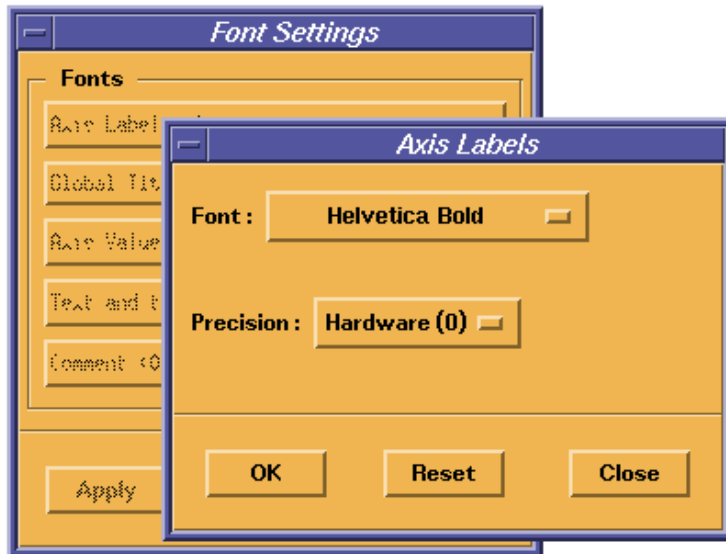 Font Settings
Fonts
Axis Label
Global Tit
Axis Value
Text and t
Comment (O
Apply
Axis Labels
Font : Helvetica Bold
Precision : Hardware (0)
OK Reset Close